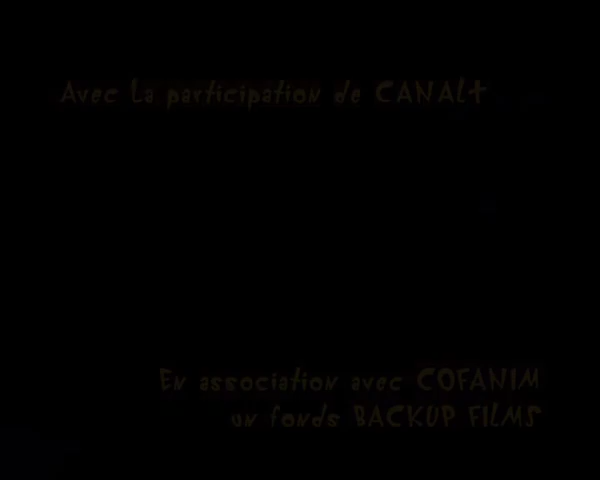 Avec la participation de CANAL+
En association avec COFANIM
un fonds BACKUP FILMS